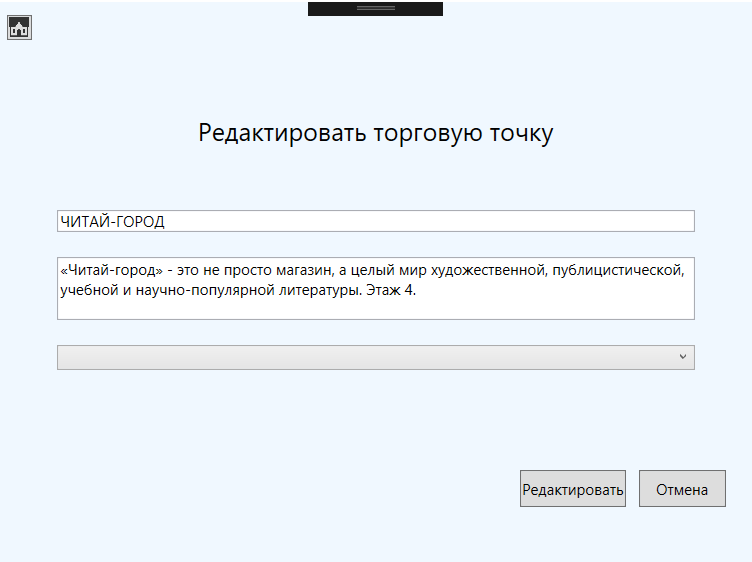 Редактировать торговую точку
ЧИТАЙ-ГОРОД
«Читай-город» - это не просто магазин, а целый мир художественной, публицистической,
учебной и научно-популярной литературы. Этаж 4.
Редактировать
Отмена